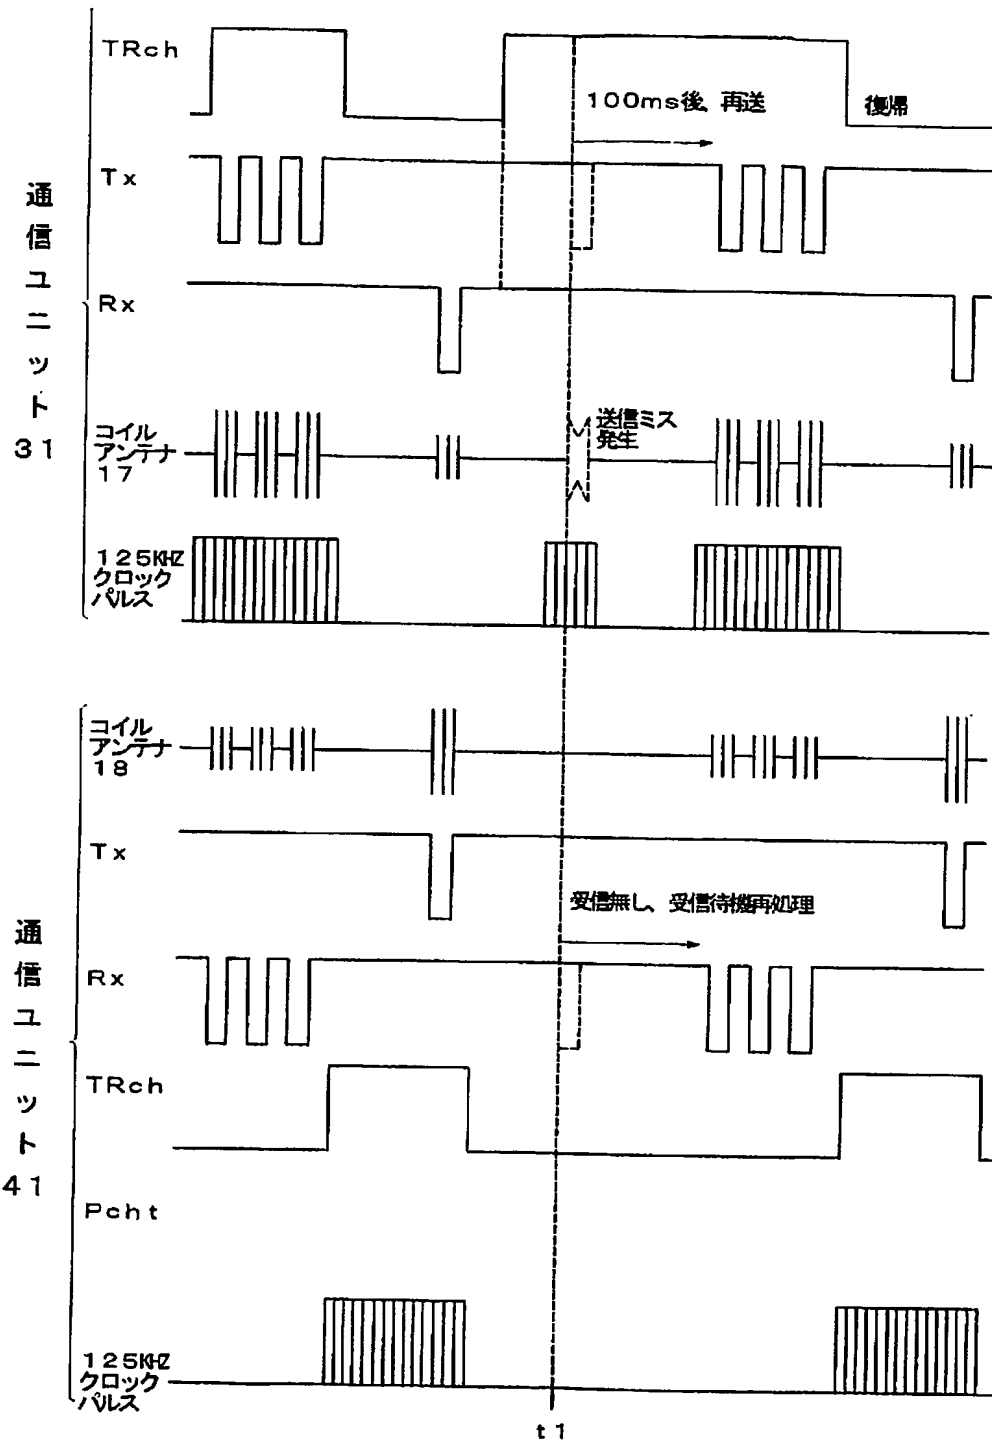 通信ユニット31
TRch
100ms後、再送
復帰
Tx
Rx
コイル
アンテナ
17
送信ミス
発生
125KHZ
クロック
パルス
通信ユニット41
コイル
アンテナ
18
Tx
受信無し、受信待機再処理
Rx
TRch
Pcht
125KHZ
クロック
パルス
t1